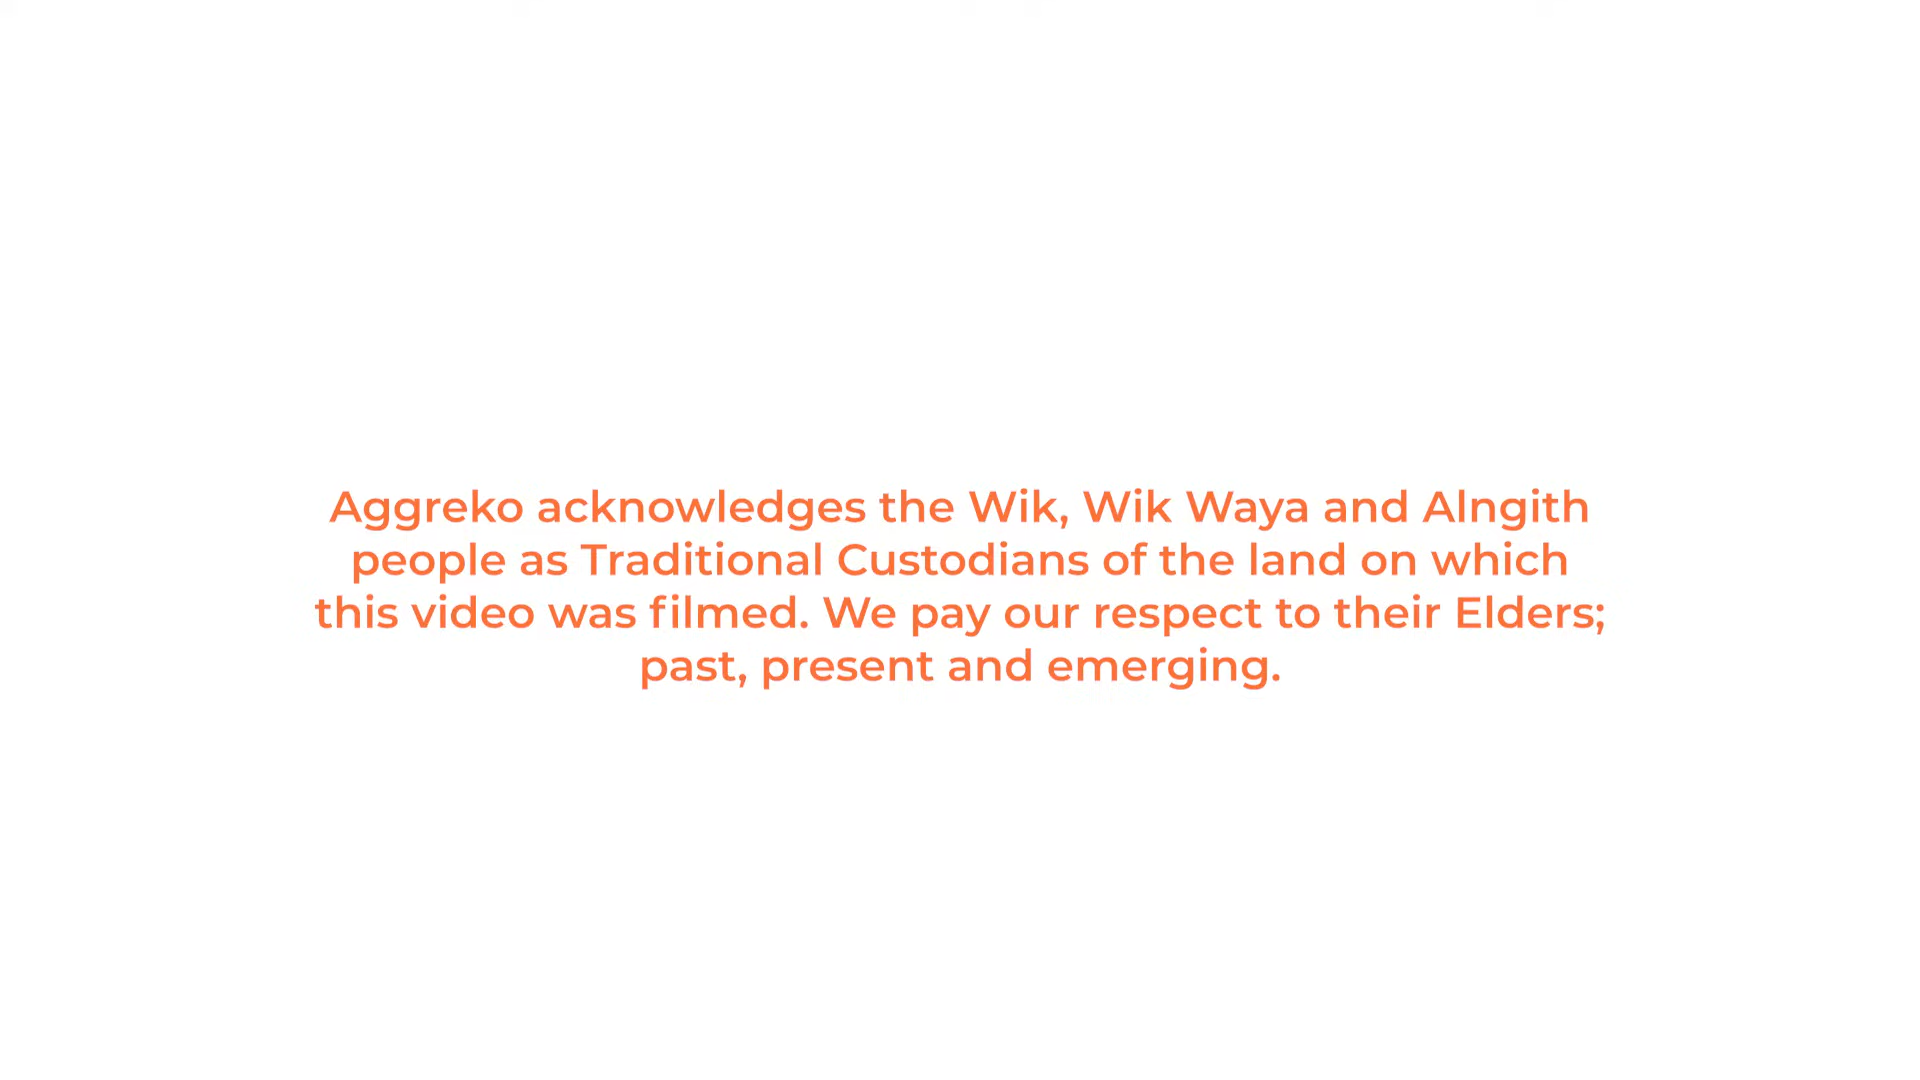 Aggreko acknowledges the Wik, Wik Waya and Alngith
people as Traditional Custodians of the land on which
this video was filmed. We pay our respect to their Elders;
past, present and emerging.